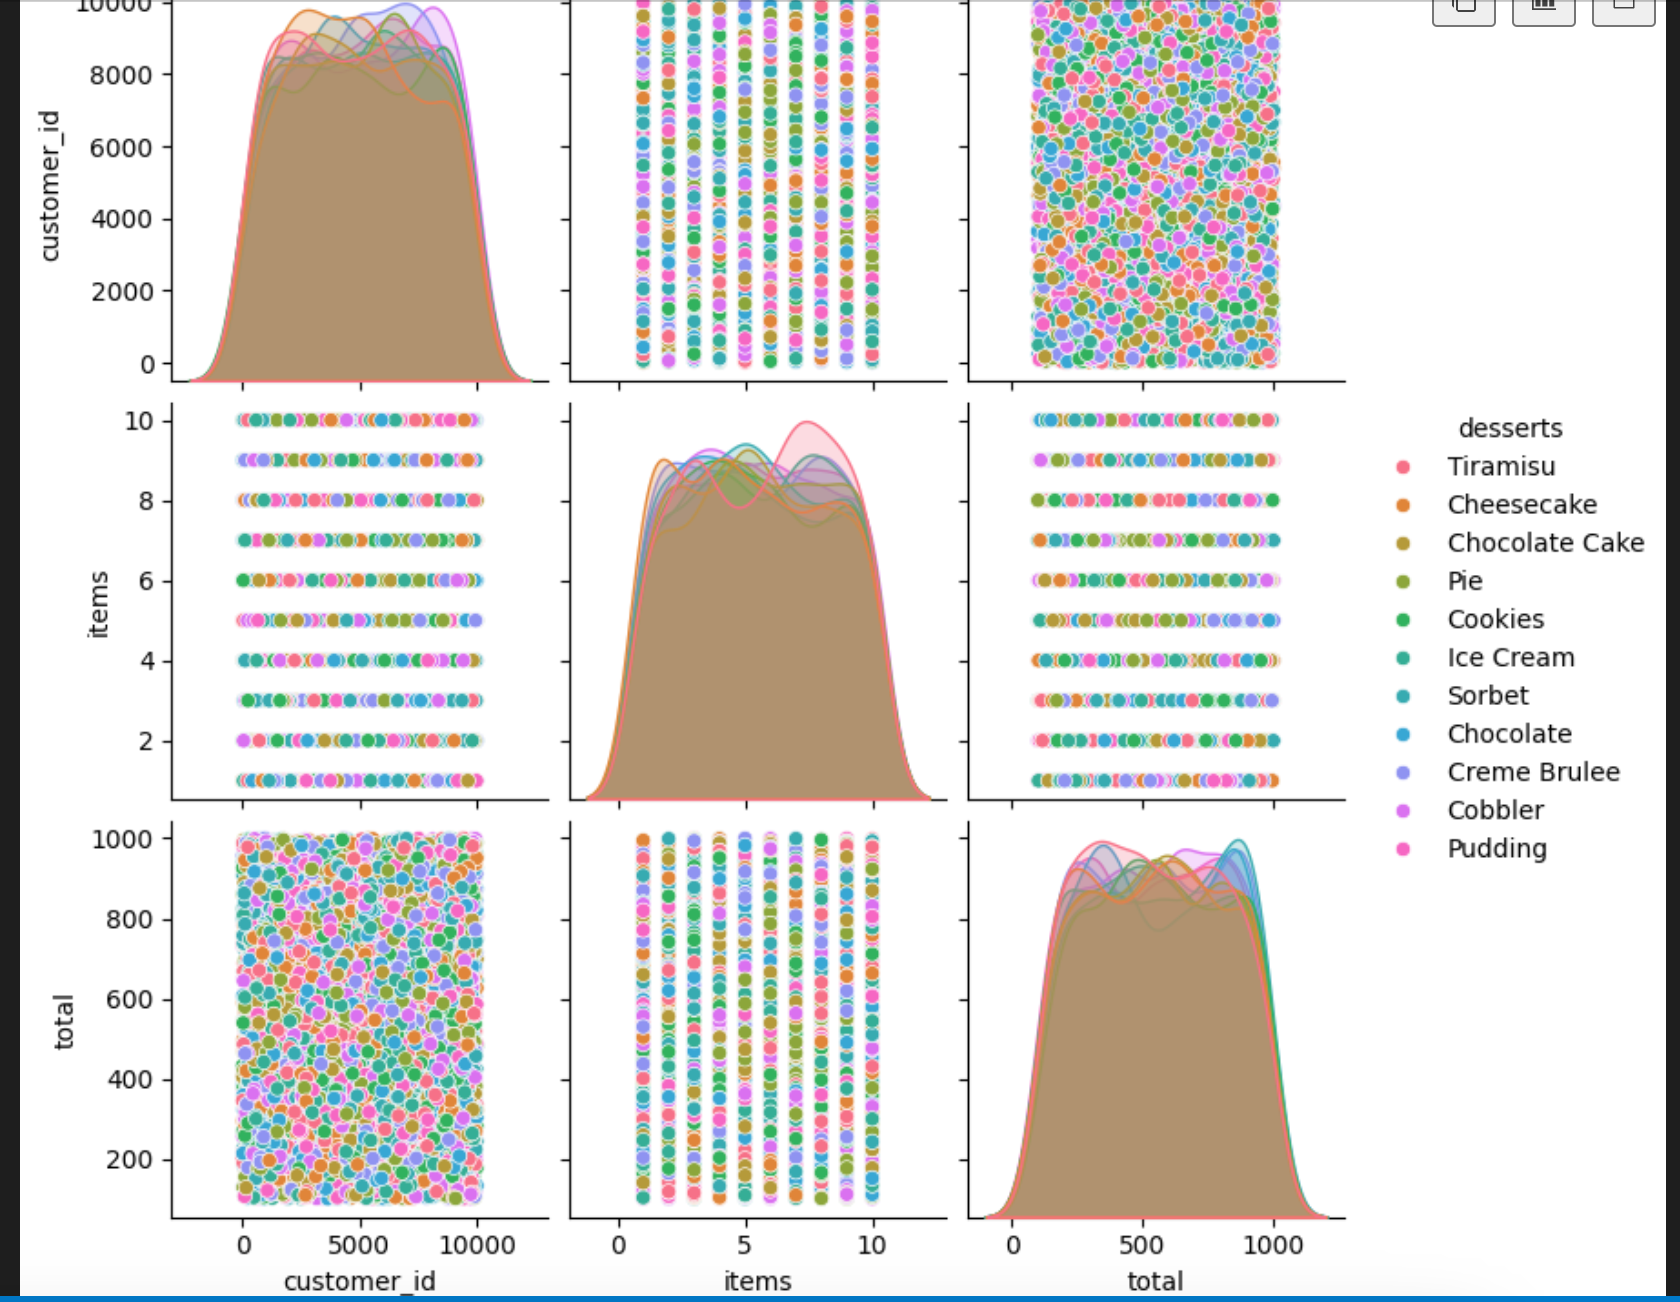 10000
8000
6000
4000
2000
0
customer_id
10
8
6
4
2
items
desserts
Tiramisu
Cheesecake
Chocolate Cake
Pie
Cookies
Ice Cream
Sorbet
Chocolate
Creme Brulee
Cobbler
Pudding
1000
800
600
400
200
total
0 5000 10000 0 5 10 0 500 1000
customer_id items total